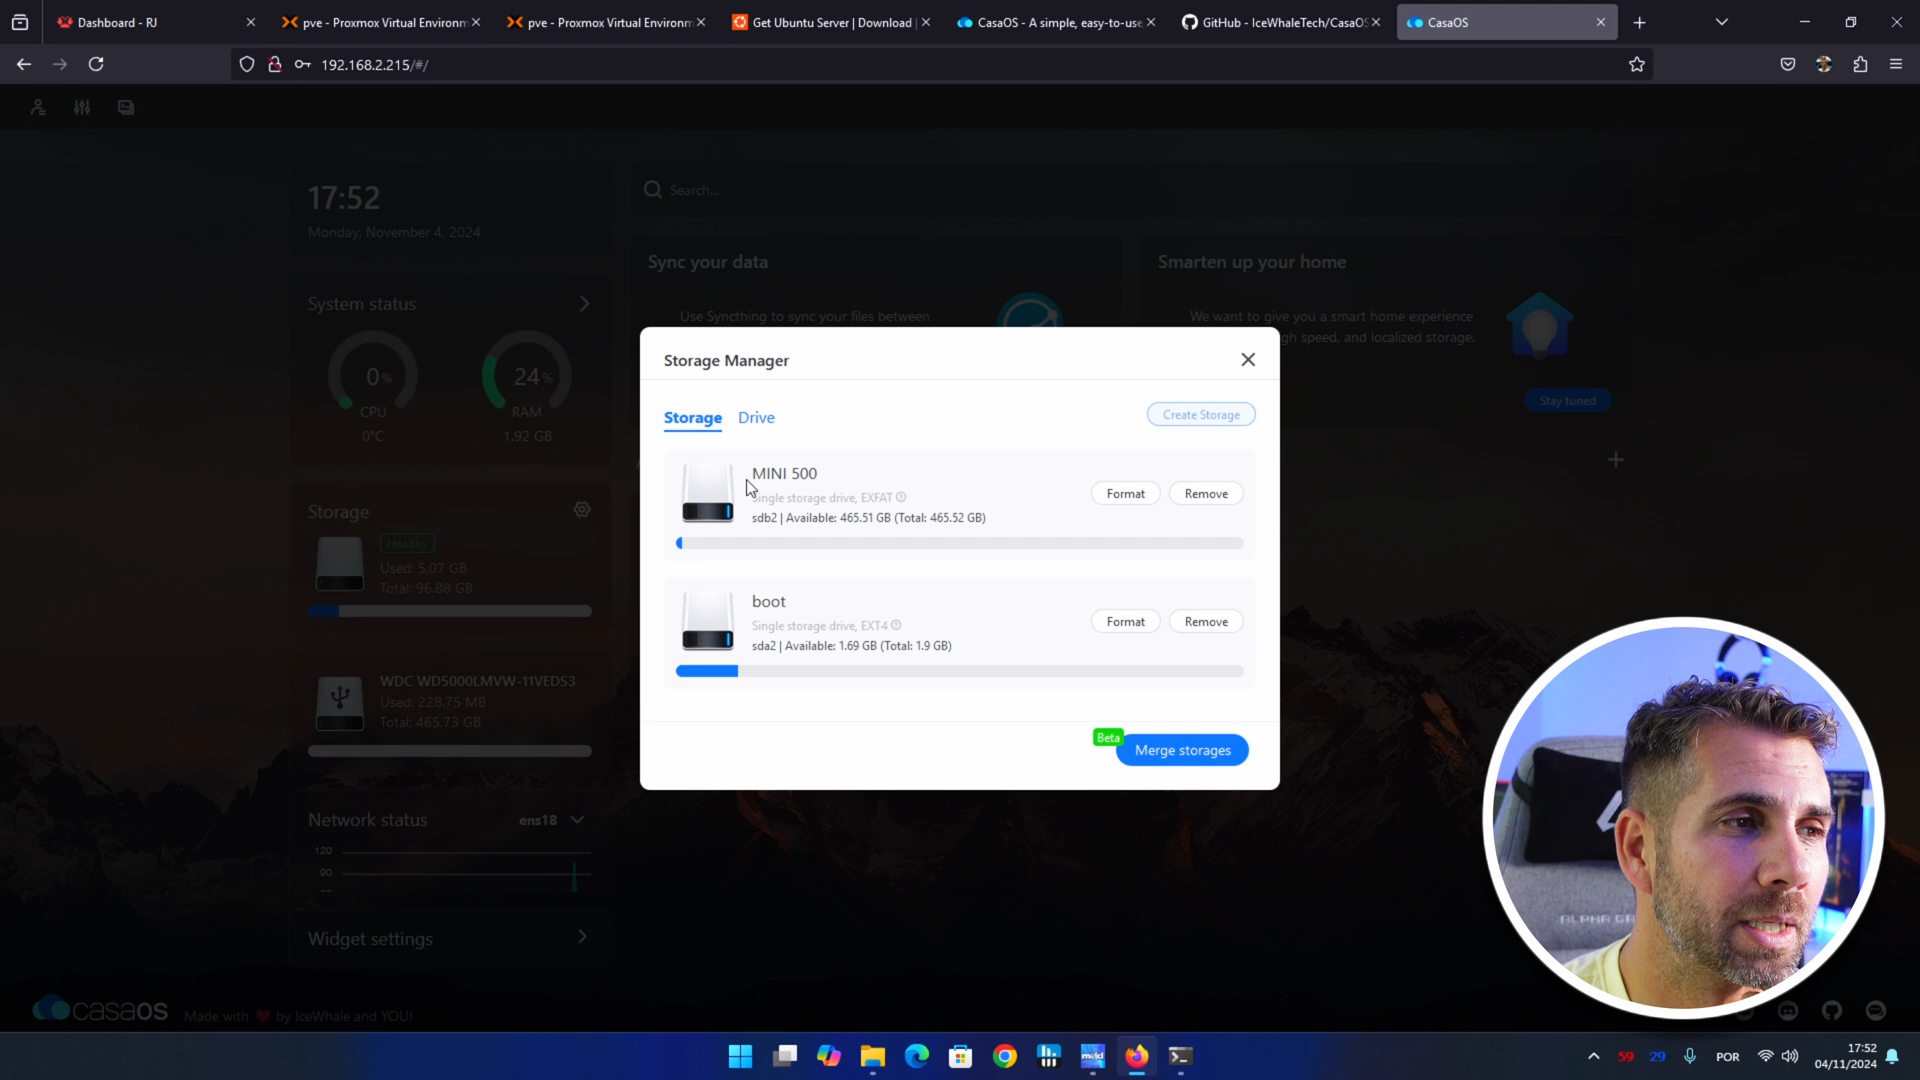 Dashboard - RJ
pve - Proxmox Virtual Environm
pve - Proxmox Virtual Environm
Get Ubuntu Server | Download
CasaOS - A simple, easy-to-use
GitHub - IceWhaleTech/CasaOS
CasaOS
192.168.2.215/#/
17:52
Monday, November 4, 2024
Search...
Sync your data
Smarten up your home
Use Syncthing to sync your files between
We want to give you a smart home experience
gh speed, and localized storage.
Stay tuned
System status
0%
CPU
0°C
24%
RAM
1.92 GB
Storage Manager
Storage
Drive
Create Storage
MINI 500
Single storage drive, EXFAT
sdb2 | Available: 465.51 GB (Total: 465.52 GB)
Format
Remove
boot
Single storage drive, EXT4
sda2 | Available: 1.69 GB (Total: 1.9 GB)
Format
Remove
Beta
Merge storages
Storage
Healthy
Used: 5.07 GB
Total: 96.88 GB
WDC WD5000LMVW-11VEDS3
Used: 228.75 MB
Total: 465.73 GB
Network status
ens18
120
90
Widget settings
casaos
Made with
by IceWhale and YOU!
ALPHA GA
59
29
POR
17:52
04/11/2024